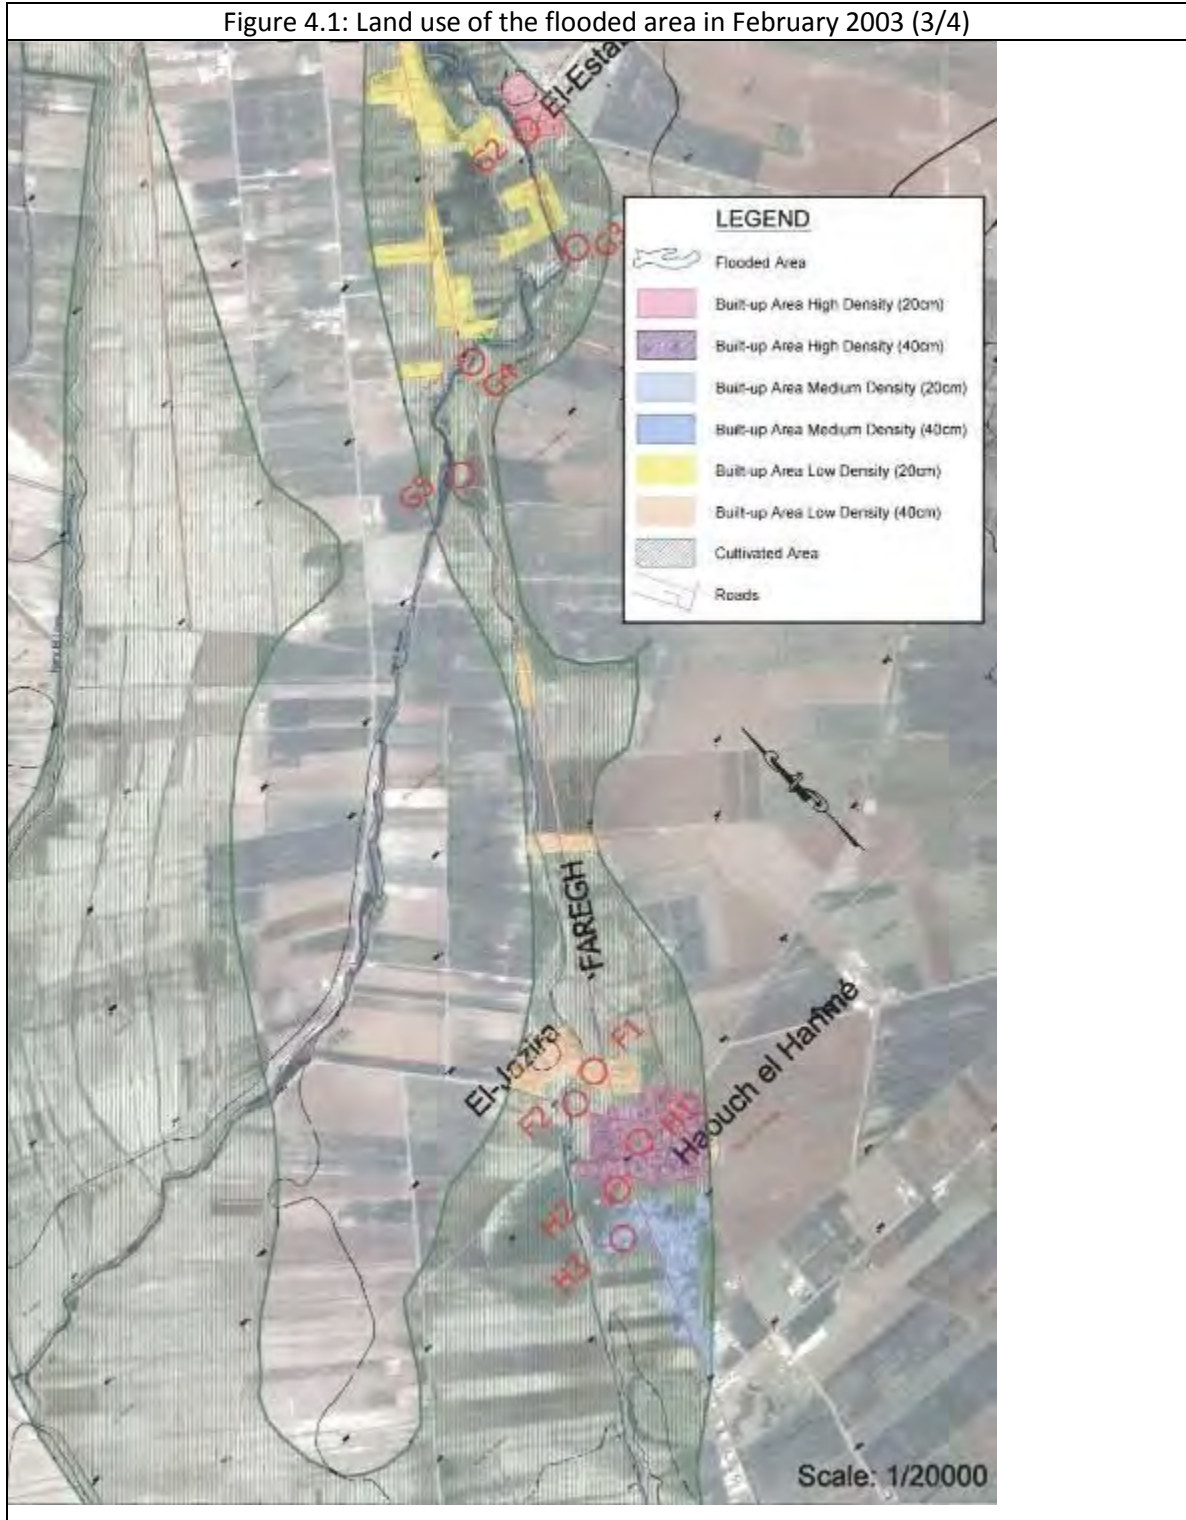 Figure 4.1: Land use of the flooded area in February 2003 (3/4)
G2
G3
G4
G3
LEGEND
Flooded Area
Built-up Area High Density (20cm)
Built-up Area High Density (40cm)
Built-up Area Medium Density (20cm)
Built-up Area Medium Density (40cm)
Built-up Area Low Density (20cm)
Built-up Area Low Density (40cm)
Cultivated Area
Roads
FAREGH
El-Jazira
F1
F2
Haouch el Harimé
H1
H2
H3
Scale: 1/20000